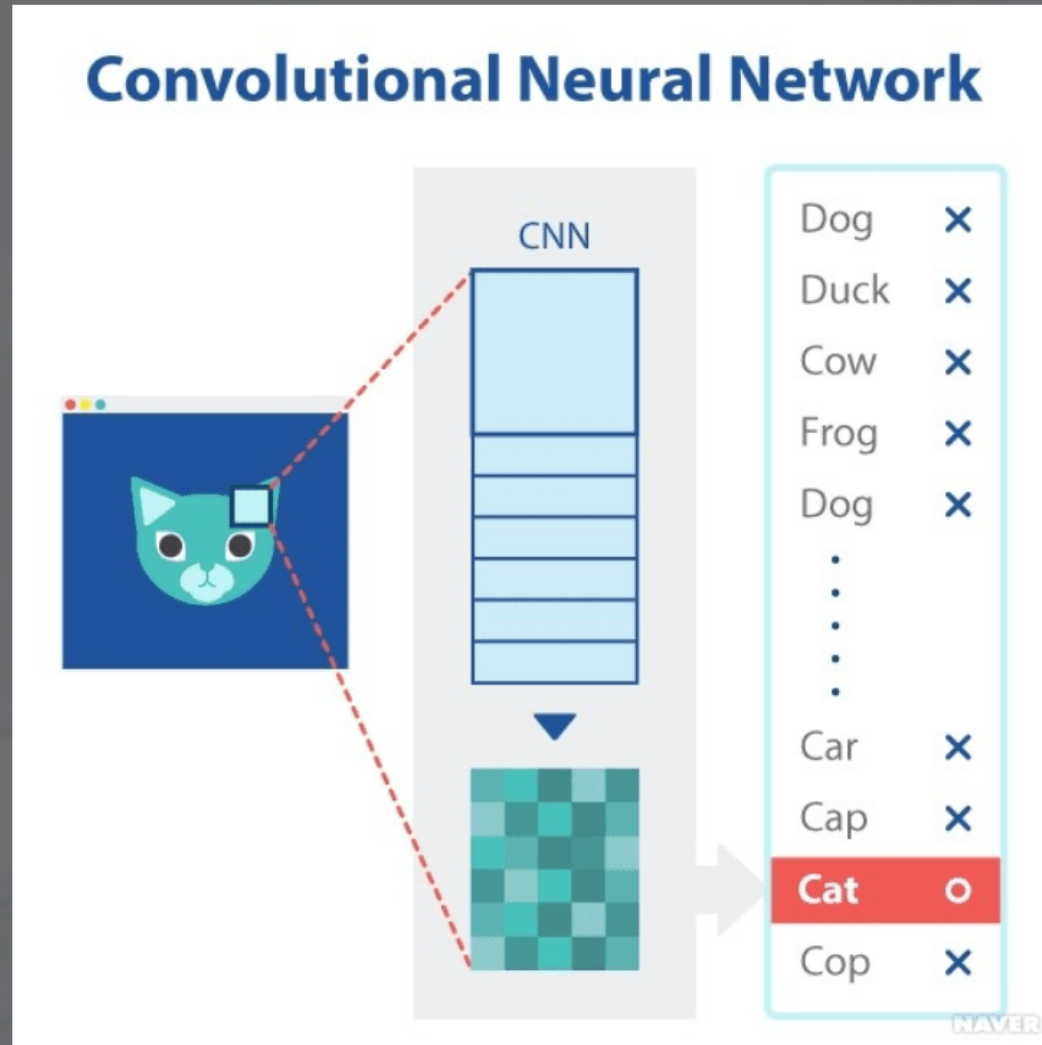 Convolutional Neural Network
CNN
Dog ×
Duck ×
Cow ×
Frog ×
Dog ×
Car ×
Cap ×
Cat O
Cop ×
NAVER